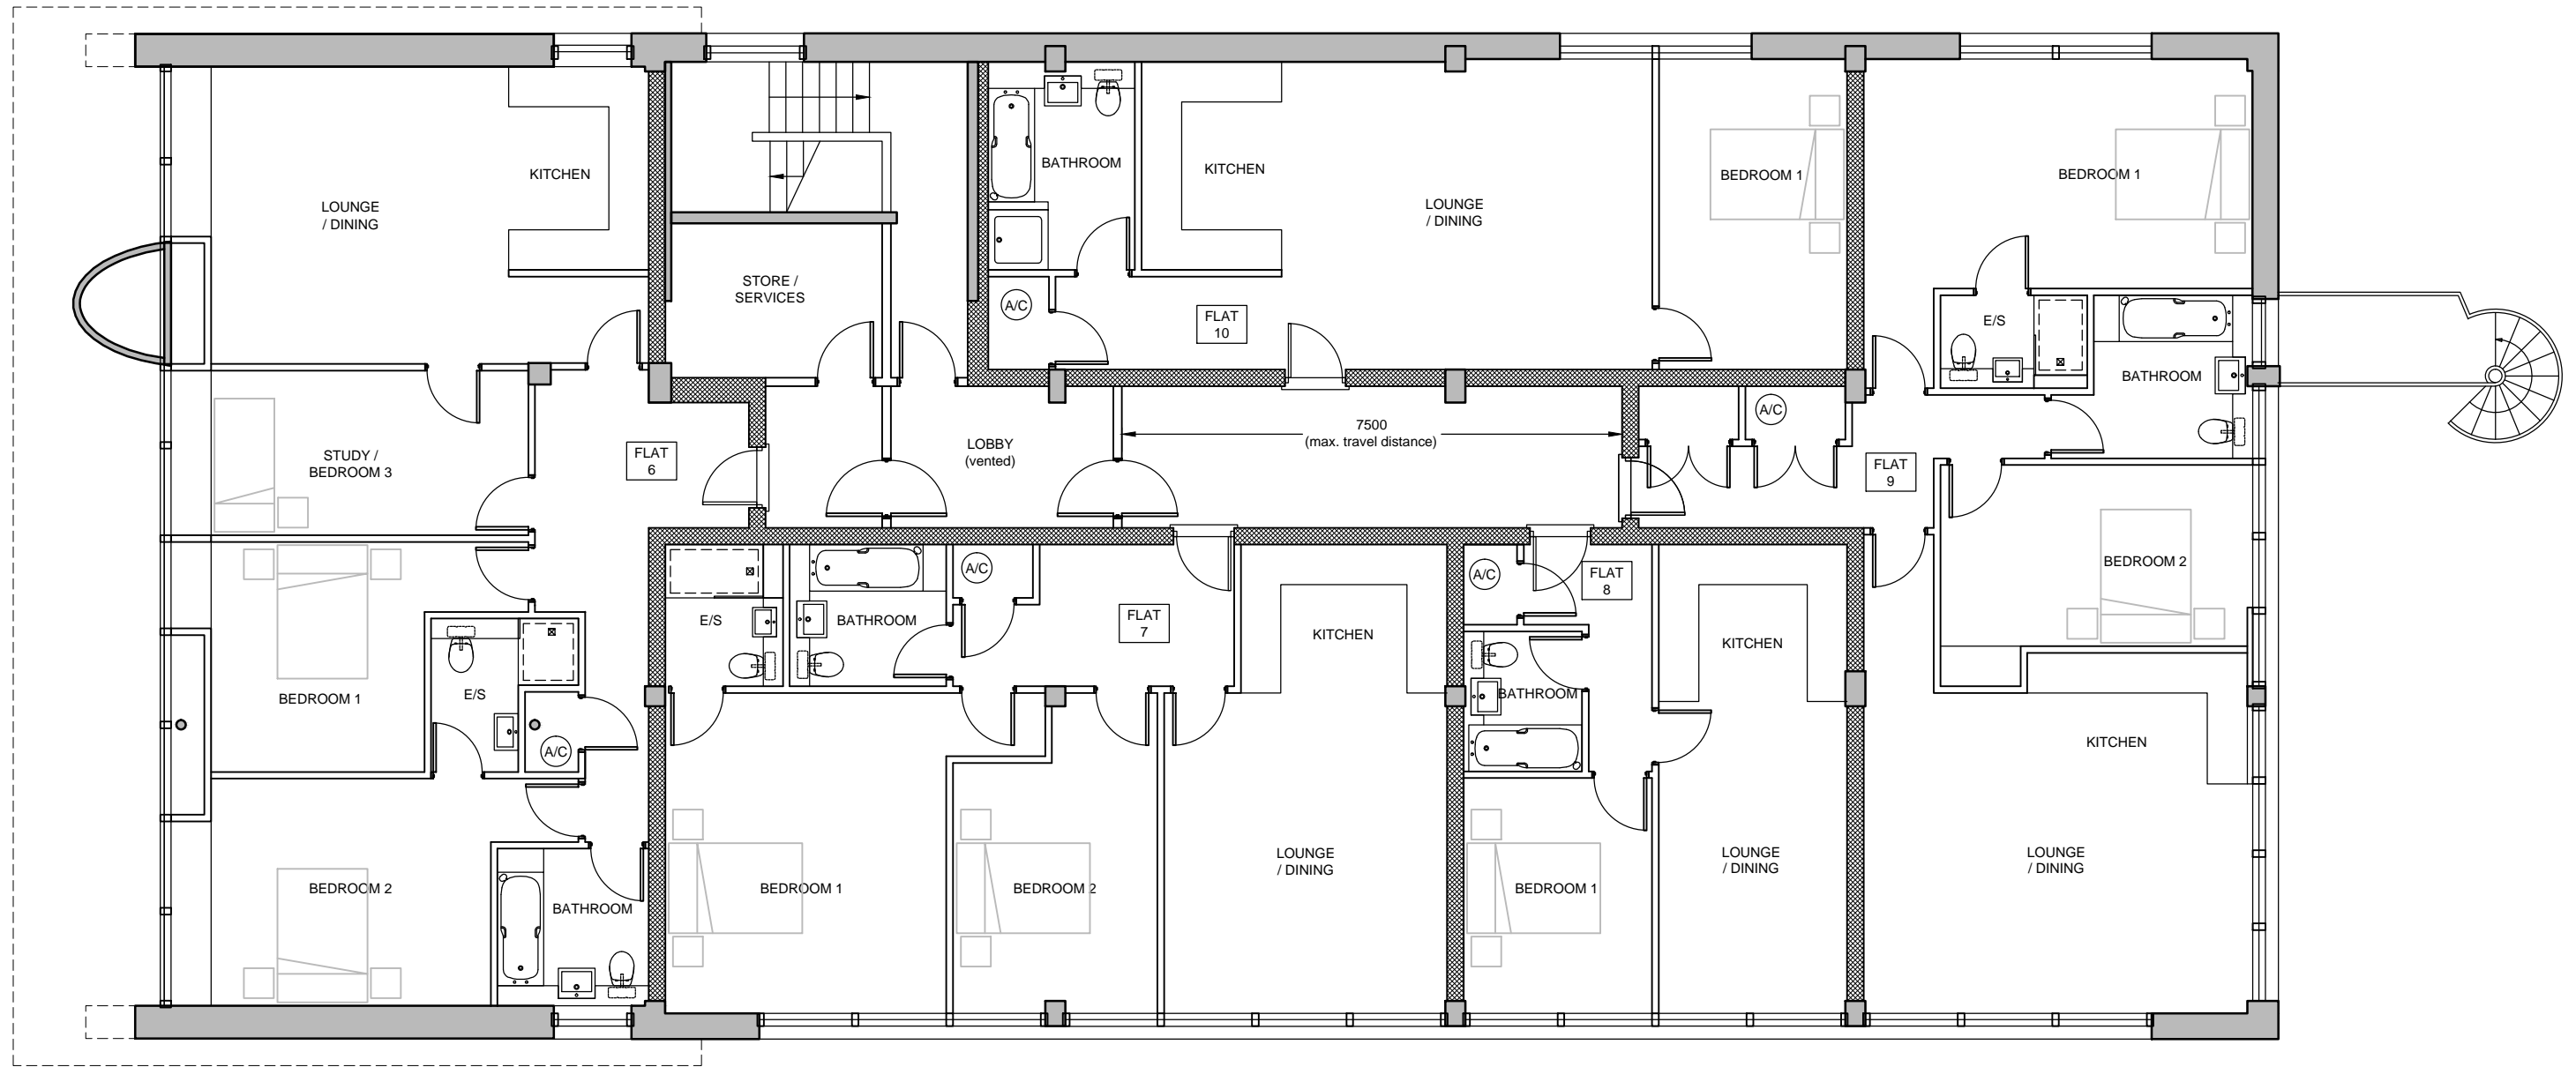 KITCHEN
LOUNGE
/ DINING
STORE /
SERVICES
STUDY /
BEDROOM 3
FLAT
6
BEDROOM 1
E/S
A/C
BEDROOM 2
BATHROOM
BATHROOM
KITCHEN
LOUNGE
/ DINING
BEDROOM 1
A/C
FLAT
10
LOBBY
(vented)
7500
(max. travel distance)
BEDROOM 1
E/S
BATHROOM
A/C
FLAT
9
BEDROOM 2
KITCHEN
LOUNGE
/ DINING
E/S
BATHROOM
A/C
FLAT
7
KITCHEN
BEDROOM 1
BEDROOM 2
LOUNGE
/ DINING
A/C
FLAT
8
KITCHEN
BATHROOM
BEDROOM 1
LOUNGE
/ DINING